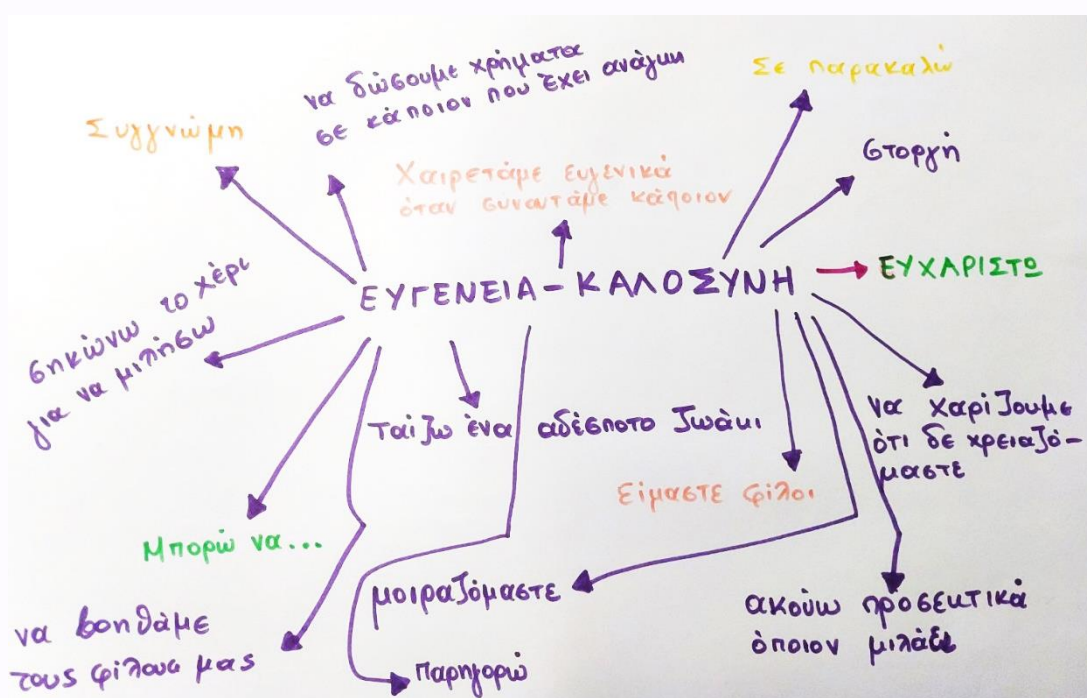 να δώσουμε χρήματα
σε κάποιον που έχει ανάγκη
Σε παρακαλώ
Συγγνώμη
Χαιρετάμε ευγενικά
όταν συναντάμε κάποιον
στοργή
ΕΥΓΕΝΕΙΑ - ΚΑΛΟΣΥΝΗ
ΕΥΧΑΡΙΣΤΩ
σηκώνω το χέρι
για να μιλήσω
Ταΐζω ένα αδέσποτο ζωάκι
να χαρίζουμε
ότι δε χρειαζό-
μαστε
Είμαστε φίλοι
Μπορώ να...
μοιραζόμαστε
ακούω προσεκτικά
όποιον μιλάει
να βοηθάμε
τους φίλους μας
Παρηγορώ